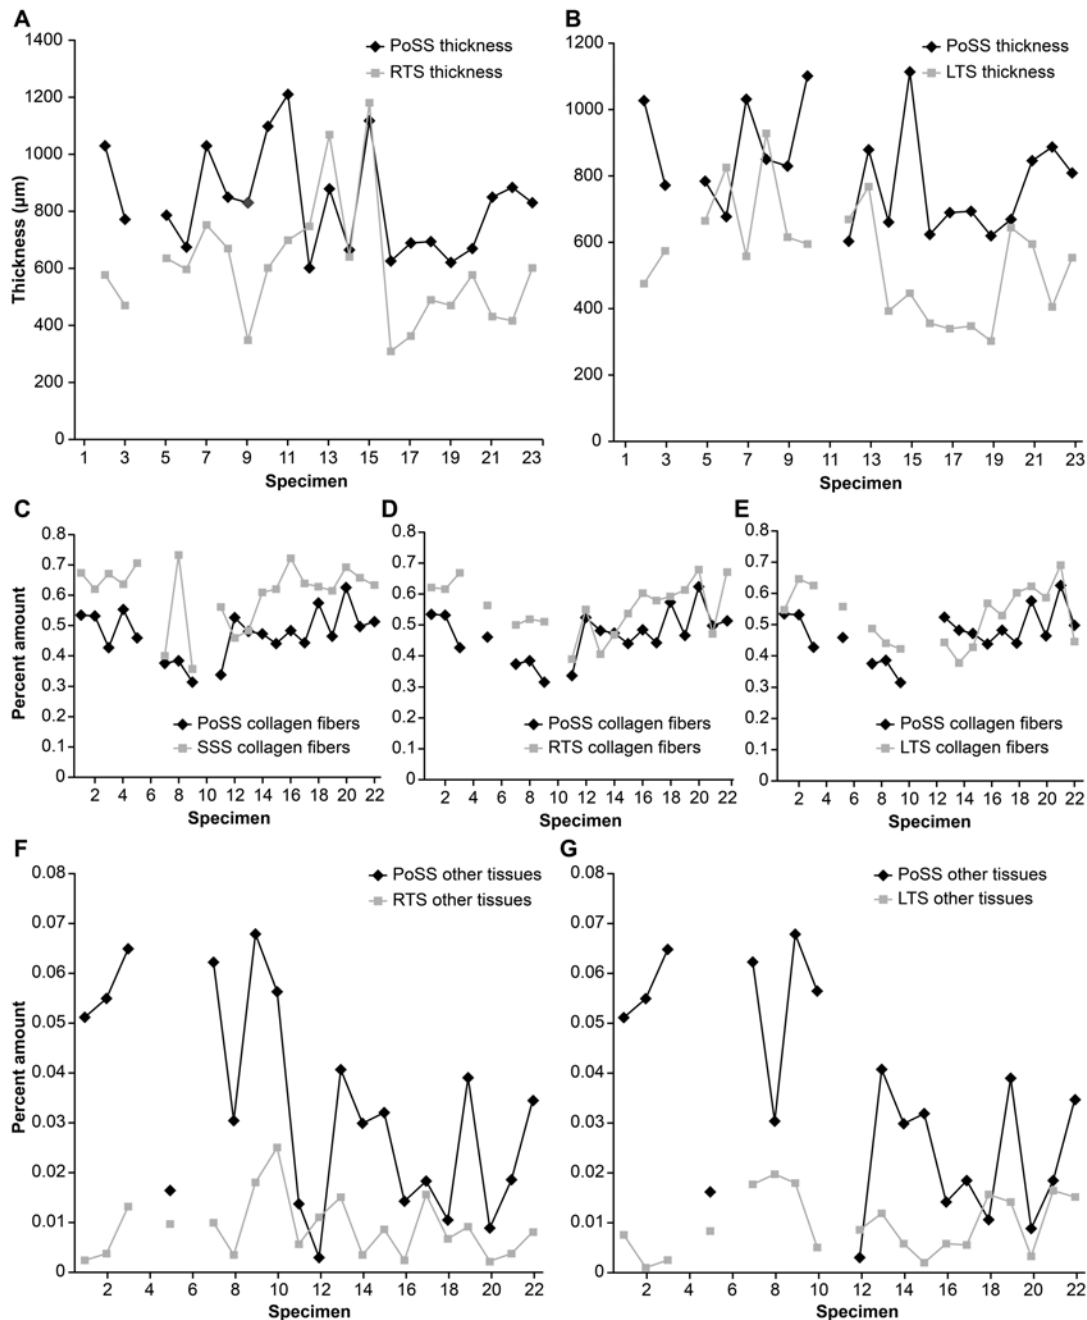 A
1400
1200
1000
800
600
400
200
0
Thickness (µm)
PoSS thickness
RTS thickness
1 3 5 7 9 11 13 15 17 19 21 23
Specimen
B
1200
1000
800
600
400
200
0
PoSS thickness
LTS thickness
1 3 5 7 9 11 13 15 17 19 21 23
Specimen
C
0.8
0.7
0.6
0.5
0.4
0.3
0.2
0.1
0
Percent amount
PoSS collagen fibers
SSS collagen fibers
2 4 6 8 10 12 14 16 18 20 22
Specimen
D
0.8
0.7
0.6
0.5
0.4
0.3
0.2
0.1
0
PoSS collagen fibers
RTS collagen fibers
2 4 6 8 10 12 14 16 18 20 22
Specimen
E
0.8
0.7
0.6
0.5
0.4
0.3
0.2
0.1
0
PoSS collagen fibers
LTS collagen fibers
2 4 6 8 10 12 14 16 18 20 22
Specimen
F
0.08
0.07
0.06
0.05
0.04
0.03
0.02
0.01
0
Percent amount
PoSS other tissues
RTS other tissues
2 4 6 8 10 12 14 16 18 20 22
Specimen
G
0.08
0.07
0.06
0.05
0.04
0.03
0.02
0.01
0
PoSS other tissues
LTS other tissues
2 4 6 8 10 12 14 16 18 20 22
Specimen